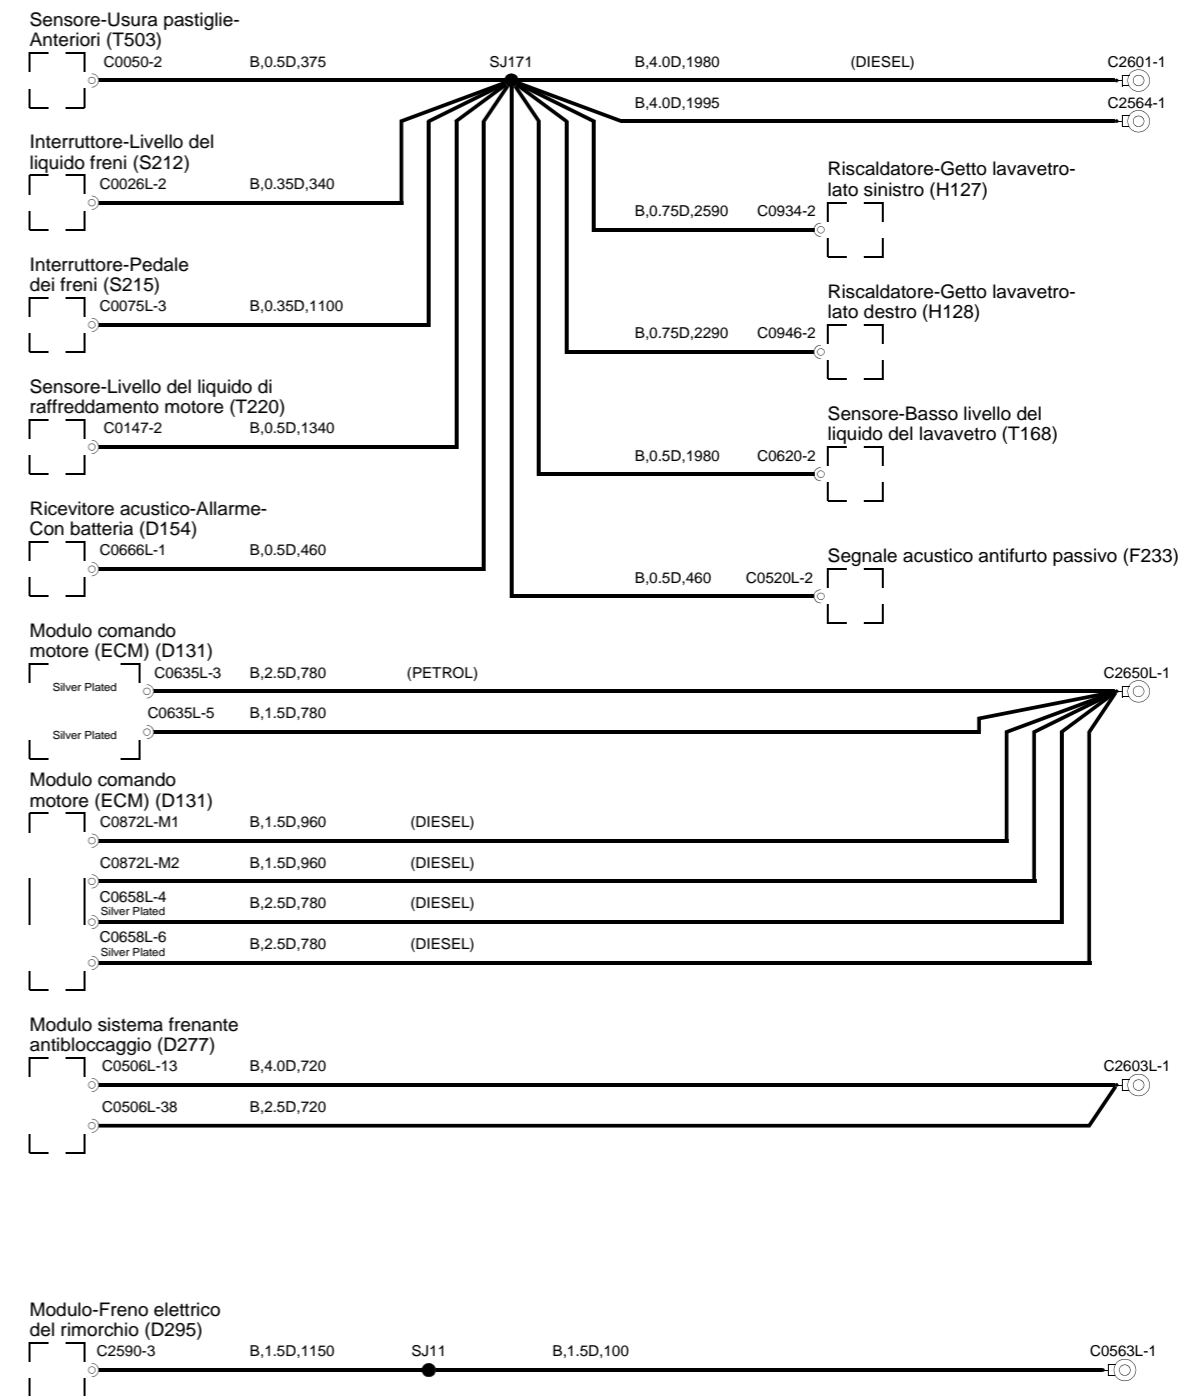 Sensore-Usura pastiglie-
Anteriori (T503)
C0050-2 B,0.5D,375 SJ171 B,4.0D,1980 (DIESEL) C2601-1
B,4.0D,1995 C2564-1
Interruttore-Livello del
liquido freni (S212)
C0026L-2 B,0.35D,340
Riscaldatore-Getto lavavetro-
lato sinistro (H127)
B,0.75D,2590 C0934-2
Interruttore-Pedale
dei freni (S215)
C0075L-3 B,0.35D,1100
Riscaldatore-Getto lavavetro-
lato destro (H128)
B,0.75D,2290 C0946-2
Sensore-Livello del liquido di
raffreddamento motore (T220)
C0147-2 B,0.5D,1340
Sensore-Basso livello del
liquido del lavavetro (T168)
B,0.5D,1980 C0620-2
Ricevitore acustico-Allarme-
Con batteria (D154)
C0666L-1 B,0.5D,460
Segnale acustico antifurto passivo (F233)
B,0.5D,460 C0520L-2
Modulo comando
motore (ECM) (D131)
C0635L-3 B,2.5D,780 (PETROL) C2650L-1
Silver Plated
C0635L-5 B,1.5D,780
Silver Plated
Modulo comando
motore (ECM) (D131)
C0872L-M1 B,1.5D,960 (DIESEL)
C0872L-M2 B,1.5D,960 (DIESEL)
C0658L-4 B,2.5D,780 (DIESEL)
Silver Plated
C0658L-6 B,2.5D,780 (DIESEL)
Silver Plated
Modulo sistema frenante
antibloccaggio (D277)
C0506L-13 B,4.0D,720 C2603L-1
C0506L-38 B,2.5D,720
Modulo-Freno elettrico
del rimorchio (D295)
C2590-3 B,1.5D,1150 SJ11 B,1.5D,100 C0563L-1